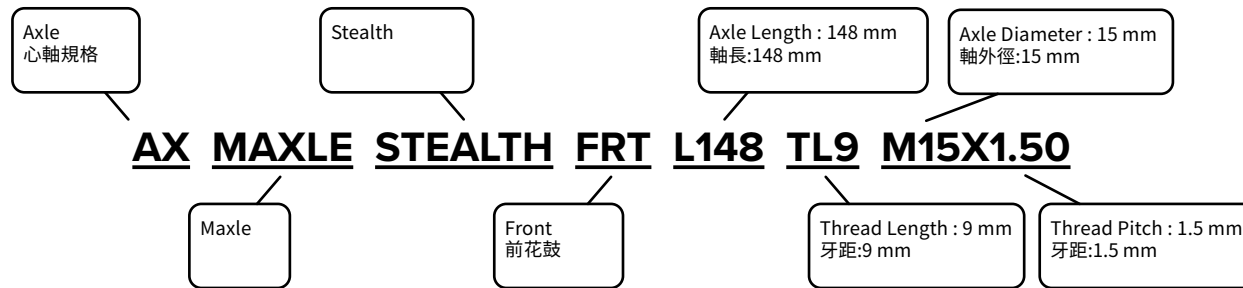 Axle
心軸規格
Stealth
Axle Length : 148 mm
軸長:148 mm
Axle Diameter : 15 mm
軸外徑:15 mm
AX MAXLE STEALTH FRT L148 TL9 M15X1.50
Maxle
Front
前花鼓
Thread Length : 9 mm
牙距:9 mm
Thread Pitch : 1.5 mm
牙距:1.5 mm